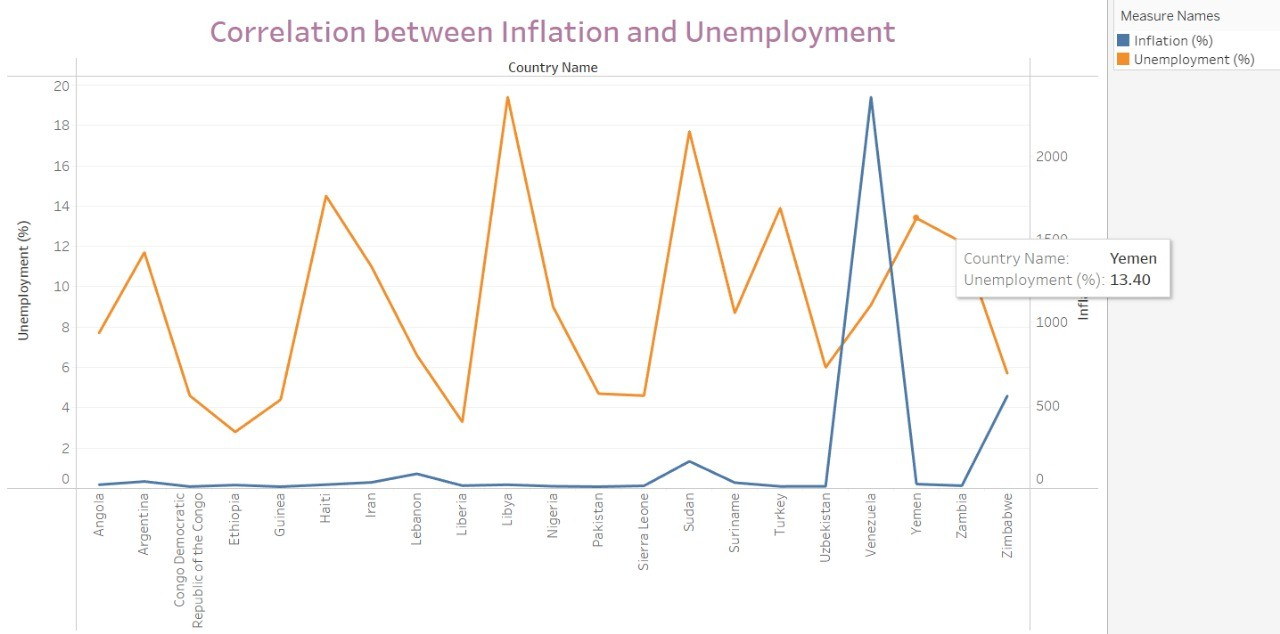 Correlation between Inflation and Unemployment
Measure Names
Inflation (%)
Unemployment (%)
Country Name
Unemployment (%)
20
18
16
14
12
10
8
6
4
2
0
2000
1000
500
0
Country Name: Yemen
Unemployment (%): 13.40
Angola
Argentina
Congo Democratic
Republic of the Congo
Ethiopia
Guinea
Haiti
Iran
Lebanon
Liberia
Libya
Nigeria
Pakistan
Sierra Leone
Sudan
Suriname
Turkey
Uzbekistan
Venezuela
Yemen
Zambia
Zimbabwe